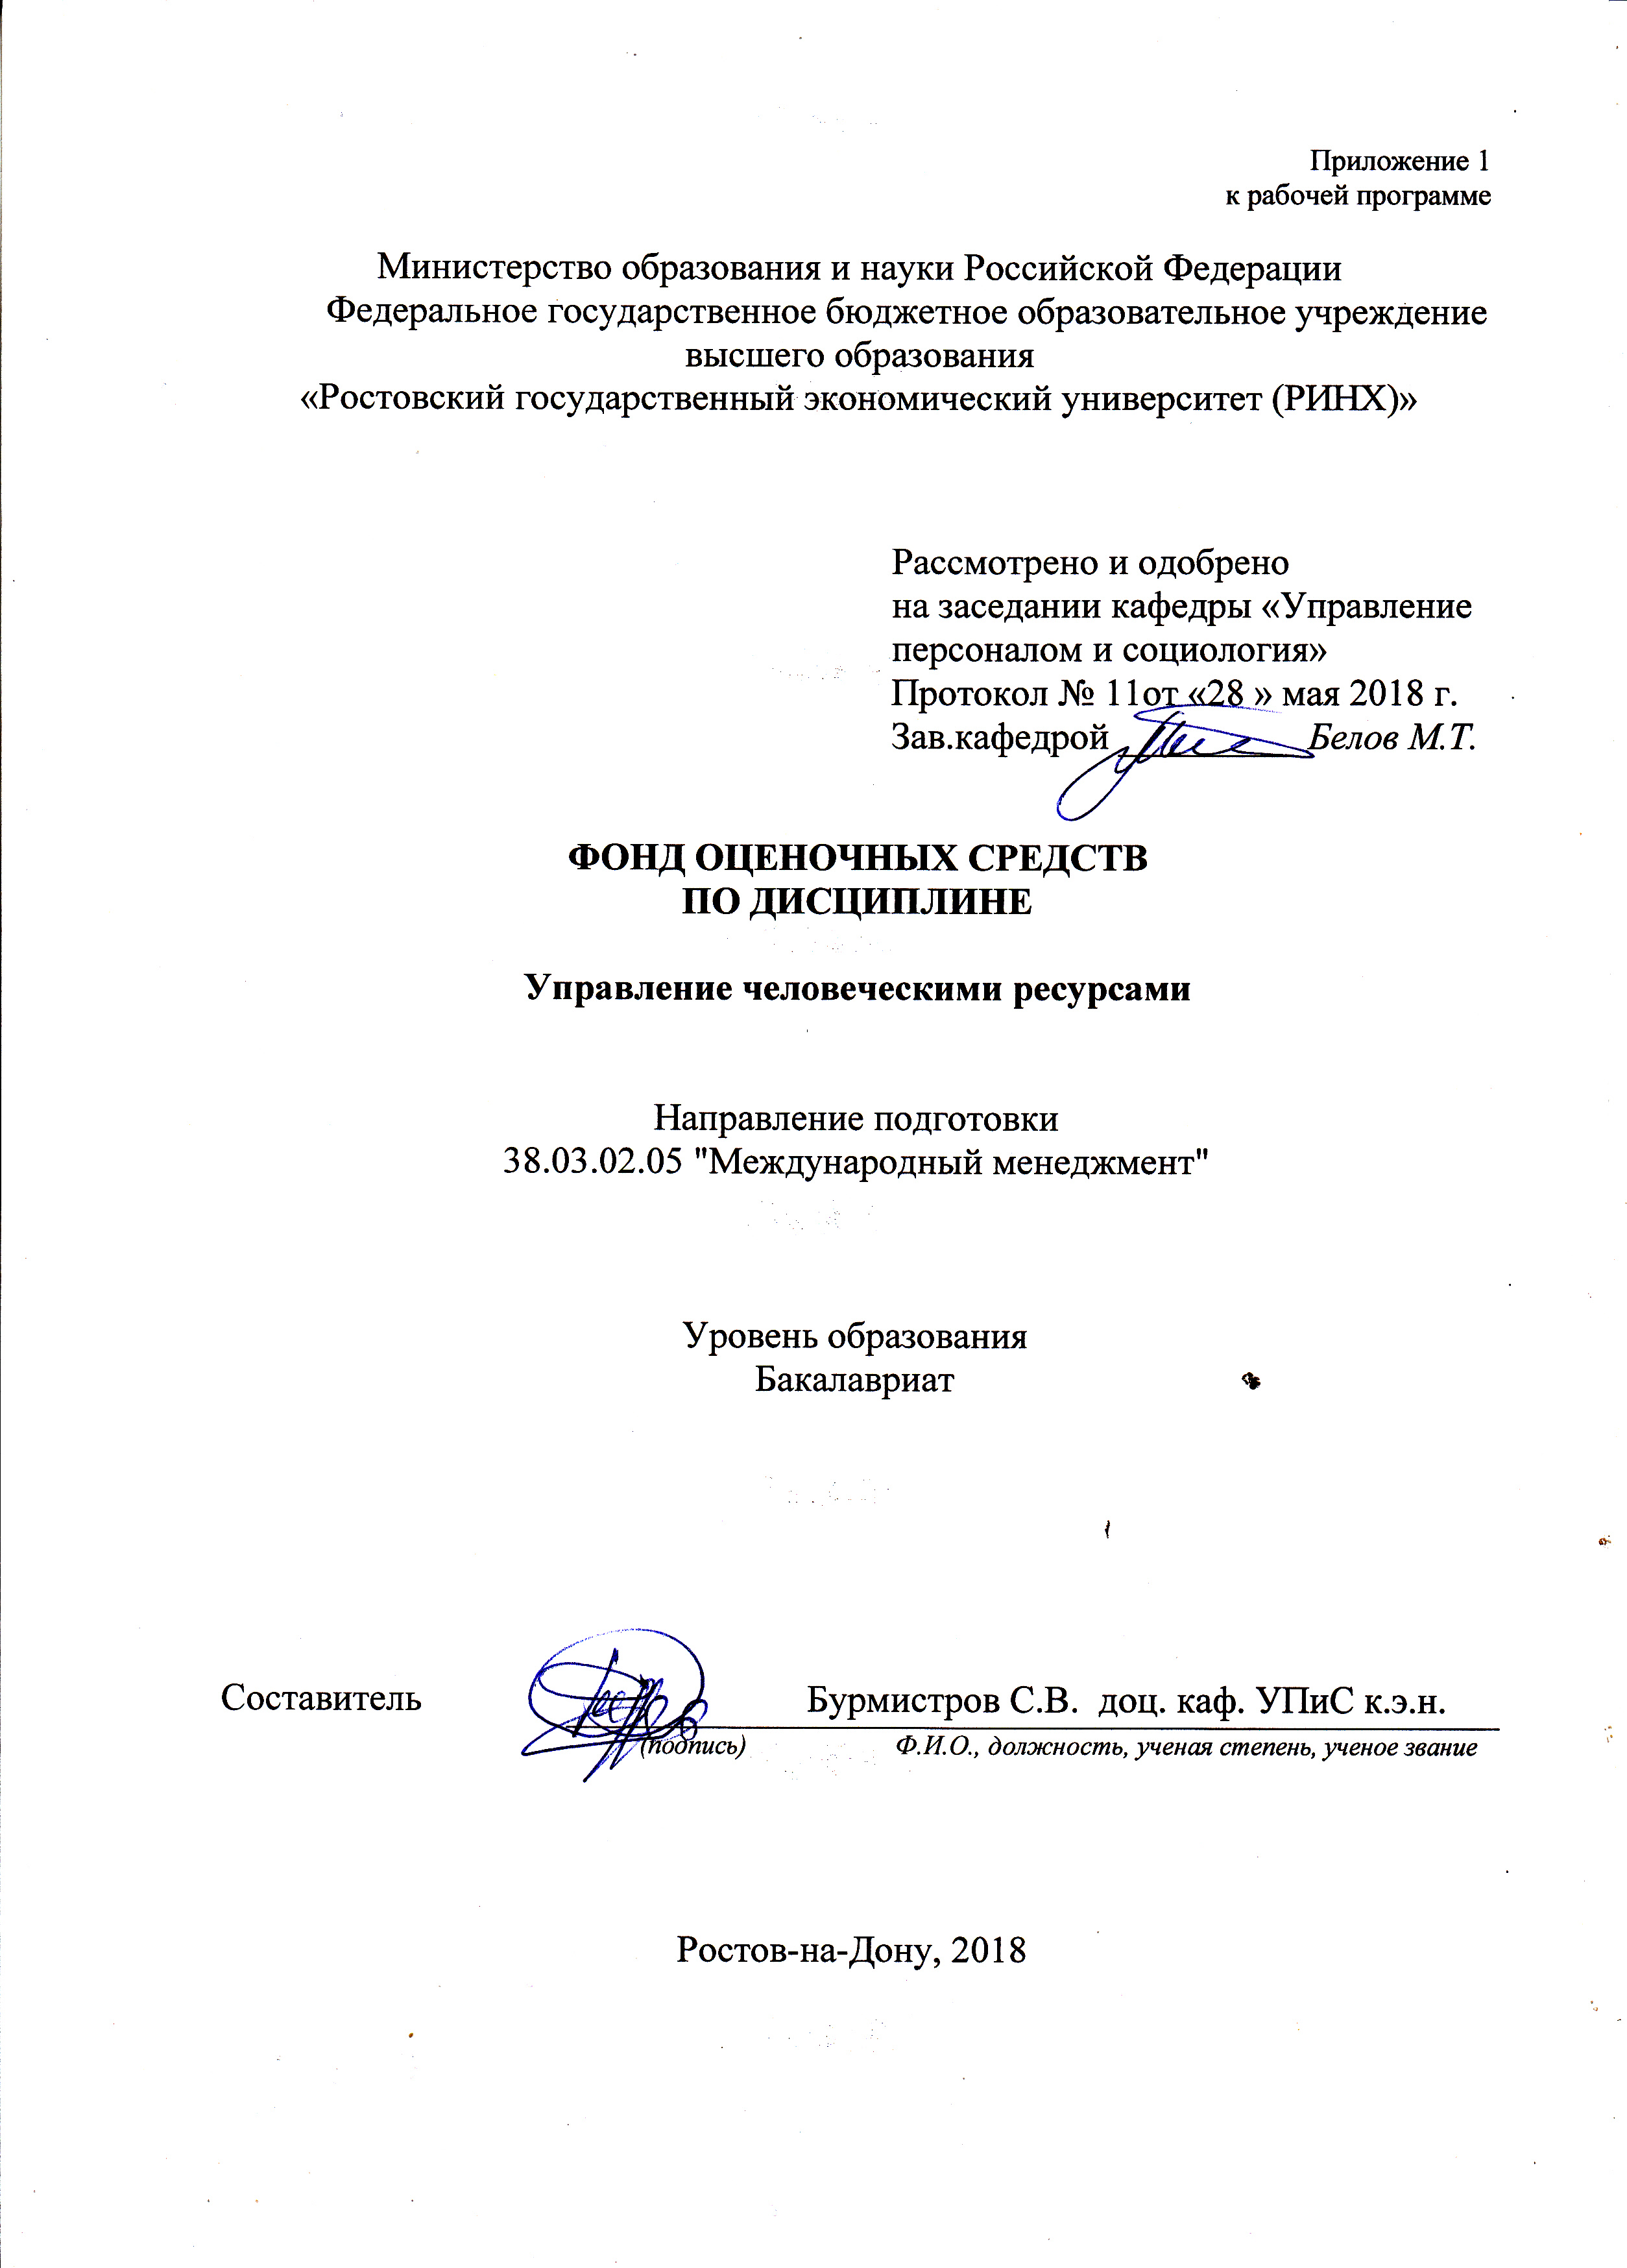 Приложение 1
к рабочей программе
Министерство образования и науки Российской Федерации
Федеральное государственное бюджетное образовательное учреждение
высшего образования
«Ростовский государственный экономический университет (РИНХ)»
Рассмотрено и одобрено
на заседании кафедры «Управление
персоналом и социология»
Протокол № 11от «28 » мая 2018 г.
Зав.кафедрой Белов М.Т.
ФОНД ОЦЕНОЧНЫХ СРЕДСТВ
ПО ДИСЦИПЛИНЕ
Управление человеческими ресурсами
Направление подготовки
38.03.02.05 "Международный менеджмент"
Уровень образования
Бакалавриат
Составитель Бурмистров С.В. доц. каф. УПиС к.э.н.
(подпись) Ф.И.О., должность, ученая степень, ученое звание
Ростов-на-Дону, 2018